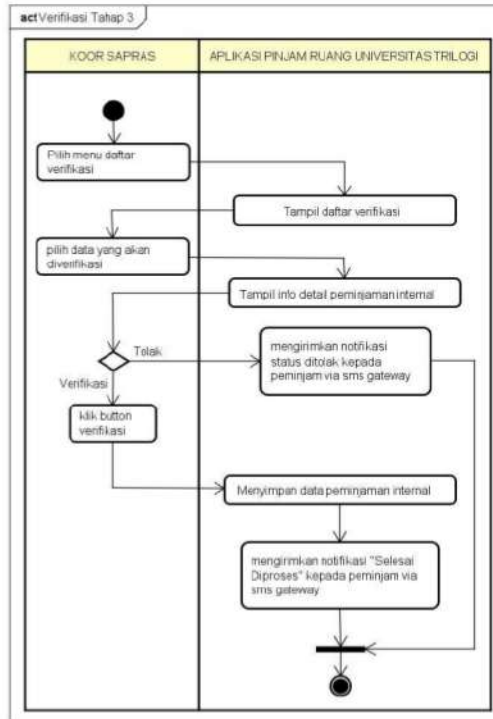 act Verifikasi Tahap 3
KOOR SAPRAS
APLIKASI PINJAM RUANG UNIVERSITAS TRILOGI
Pilih menu daftar
verifikasi
Tampil daftar verifikasi
pilih data yang akan
diverifikasi
Tampil info detail peminjaman internal
Tolak
mengirimkan notifikasi
status ditolak kepada
peminjam via sms gateway
Verifikasi
klik button
verifikasi
Menyimpan data peminjaman internal
mengirimkan notifikasi "Selesai
Diproses" kepada peminjam via
sms gateway